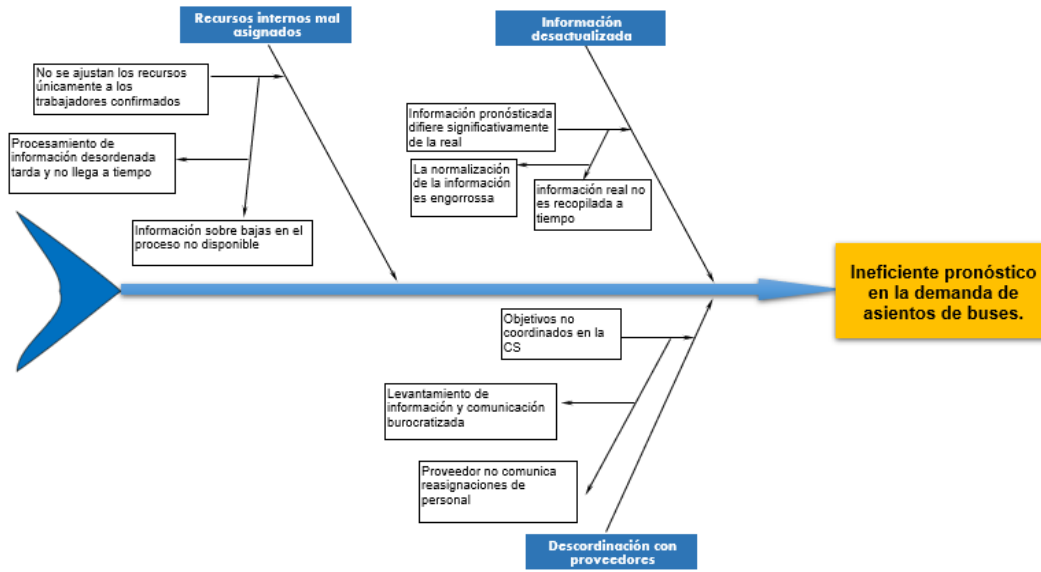 Recursos internos mal
asignados
Información
desactualizada
No se ajustan los recursos
únicamente a los
trabajadores confirmados
Información pronósticada
difiere significativamente
de la real
Procesamiento de
información desordenada
tarda y no llega a tiempo
La normalización
de la información
es engorrossa
información real no
es recopilada a
tiempo
Información sobre bajas en el
proceso no disponible
Ineficiente pronóstico
en la demanda de
asientos de buses.
Objetivos no
coordinados en la
CS
Levantamiento de
información y comunicación
burocratizada
Proveedor no comunica
reasignaciones de
personal
Descordinación con
proveedores